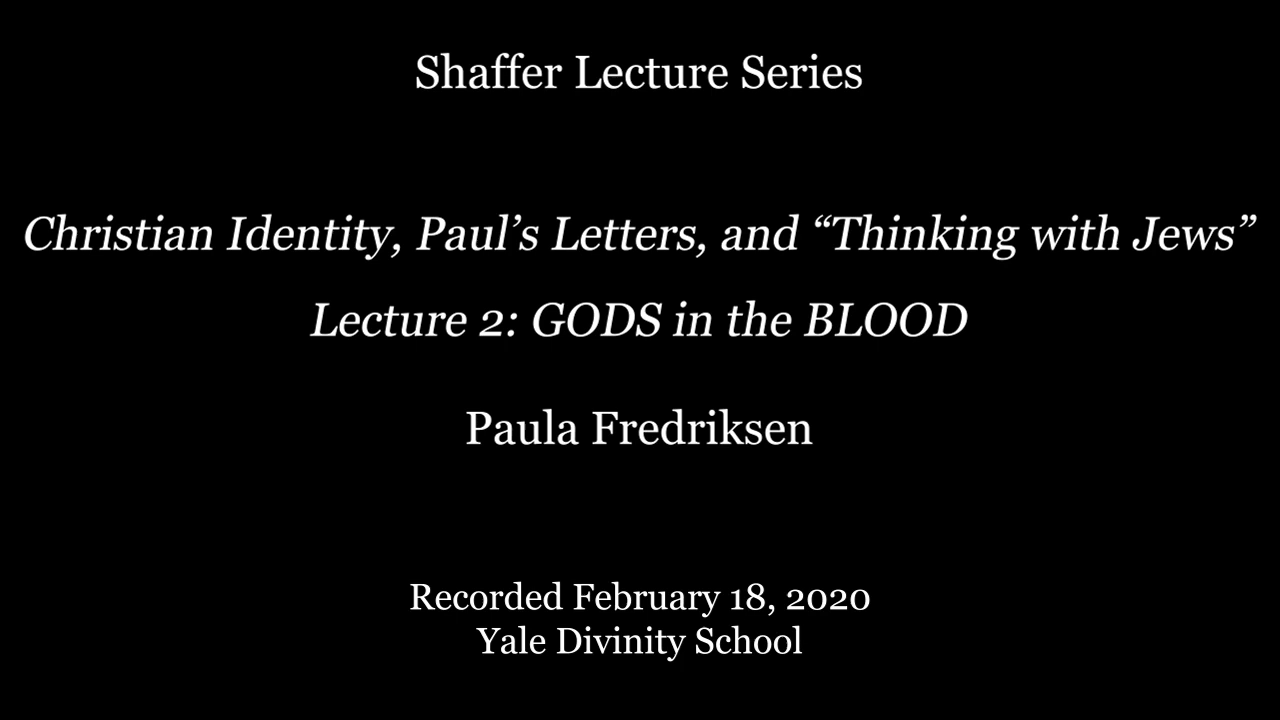 Shaffer Lecture Series
Christian Identity, Paul’s Letters, and “Thinking with Jews”
Lecture 2: GODS in the BLOOD
Paula Fredriksen
Recorded February 18, 2020
Yale Divinity School